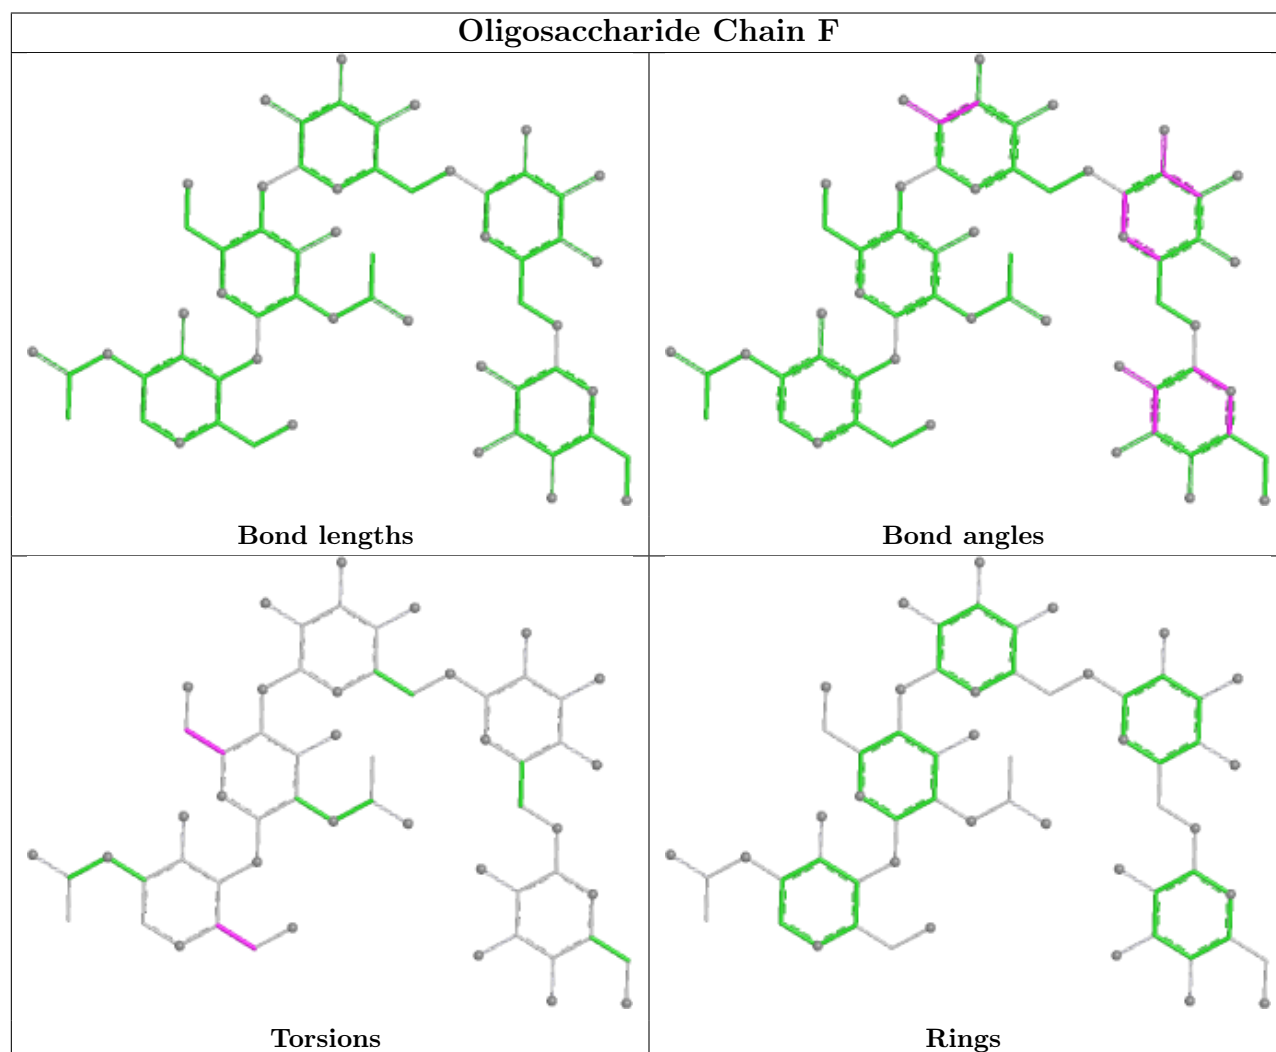 Oligosaccharide Chain F
Bond lengths
Bond angles
Torsions
Rings